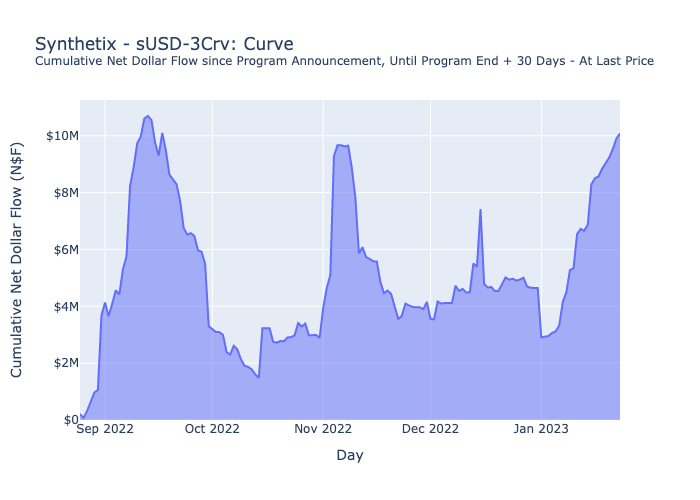 Synthetix - sUSD-3Crv: Curve
Cumulative Net Dollar Flow since Program Announcement, Until Program End + 30 Days - At Last Price
Cumulative Net Dollar Flow (N$F)
$10M
$8M
$6M
$4M
$2M
$0
Sep 2022
Oct 2022
Nov 2022
Dec 2022
Jan 2023
Day